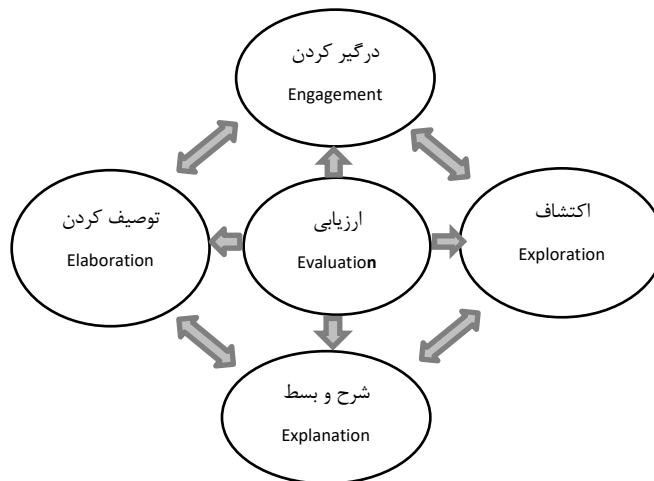 درگیر کردن
Engagement
توصیف کردن
Elaboration
ارزیابی
Evaluation
اکتشاف
Exploration
شرح و بسط
Explanation